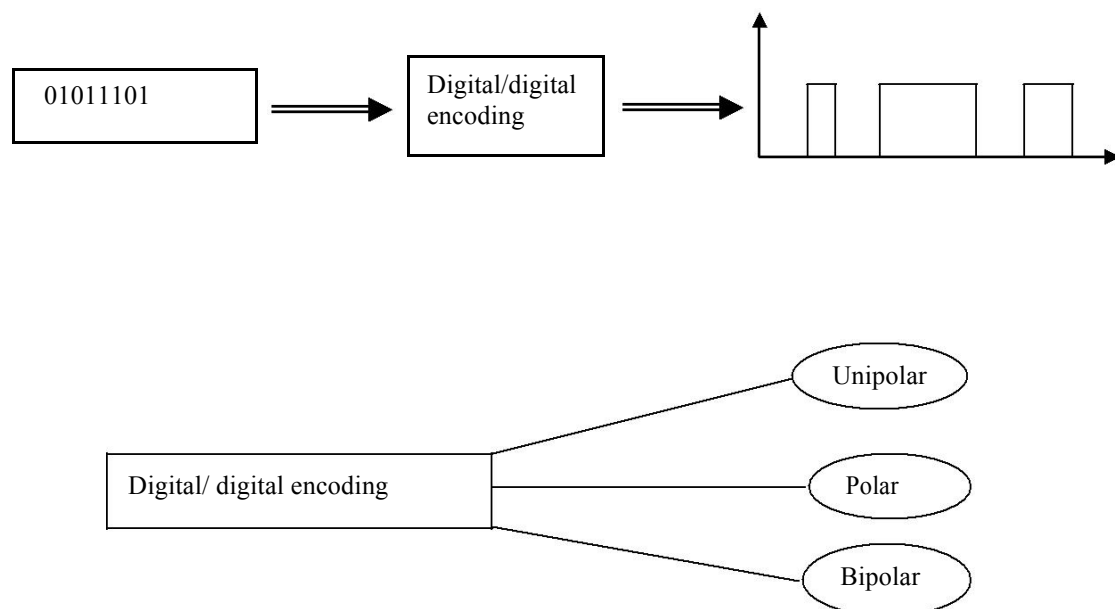 01011101
Digital/digital
encoding
Unipolar
Digital/ digital encoding
Polar
Bipolar